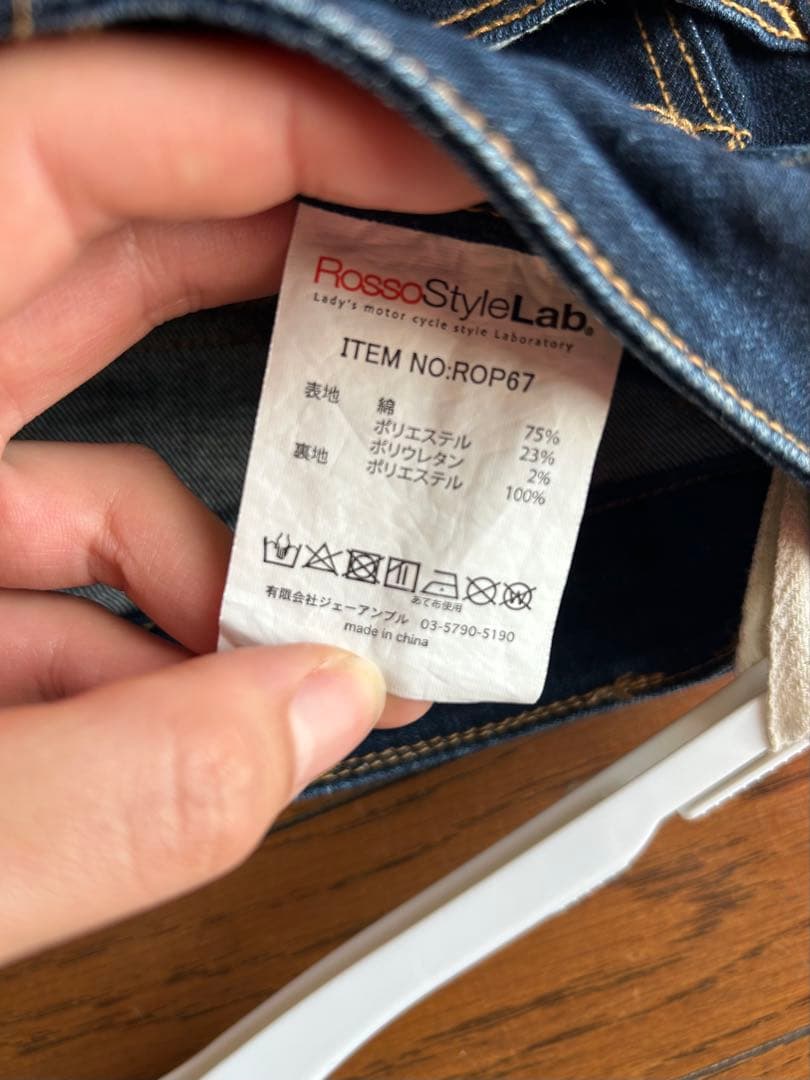 RossoStyleLab®
Lady's motor cycle style Laboratory
ITEM NO:ROP67
表地 綿 75%
ポリエステル 23%
ポリウレタン 2%
裏地 ポリエステル 100%
W
あて布使用
有限会社ジェーアンブル 03-5790-5190
made in china